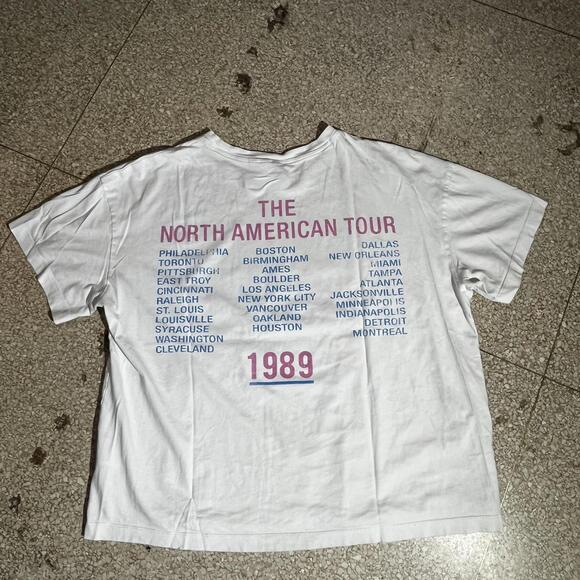 THE
NORTH AMERICAN TOUR
PHILADELPHIA
TORONTO
PITTSBURGH
EAST TROY
CINCINNATI
RALEIGH
ST. LOUIS
LOUISVILLE
SYRACUSE
WASHINGTON
CLEVELAND
BOSTON
BIRMINGHAM
AMES
BOULDER
LOS ANGELES
NEW YORK CITY
VANCOUVER
OAKLAND
HOUSTON
DALLAS
NEW ORLEANS
MIAMI
TAMPA
ATLANTA
JACKSONVILLE
MINNEAPOLIS
INDIANAPOLIS
DETROIT
MONTREAL
1989